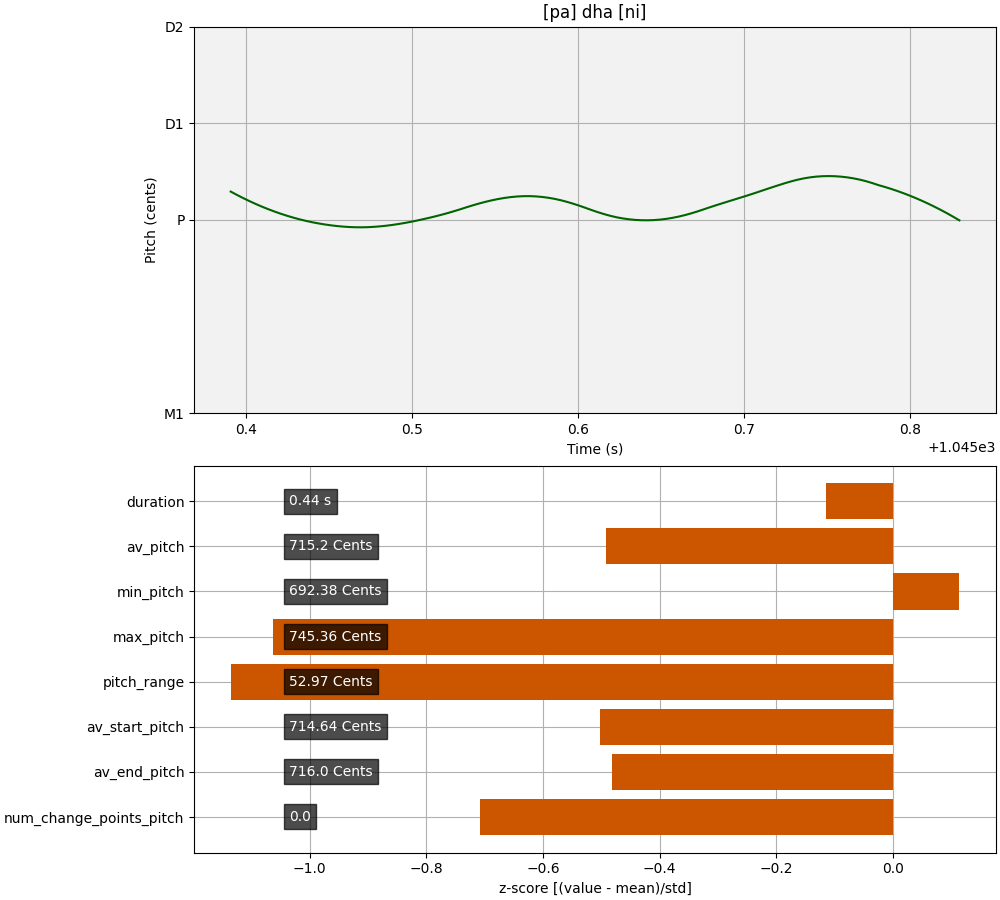 [pa] dha [ni]
D2
D1
P
M1
Pitch (cents)
0.4 0.5 0.6 0.7 0.8
Time (s)
+1.045e3
duration 0.44 s
av_pitch 715.2 Cents
min_pitch 692.38 Cents
max_pitch 745.36 Cents
pitch_range 52.97 Cents
av_start_pitch 714.64 Cents
av_end_pitch 716.0 Cents
num_change_points_pitch 0.0
−1.0 −0.8 −0.6 −0.4 −0.2 0.0
z-score [(value - mean)/std]